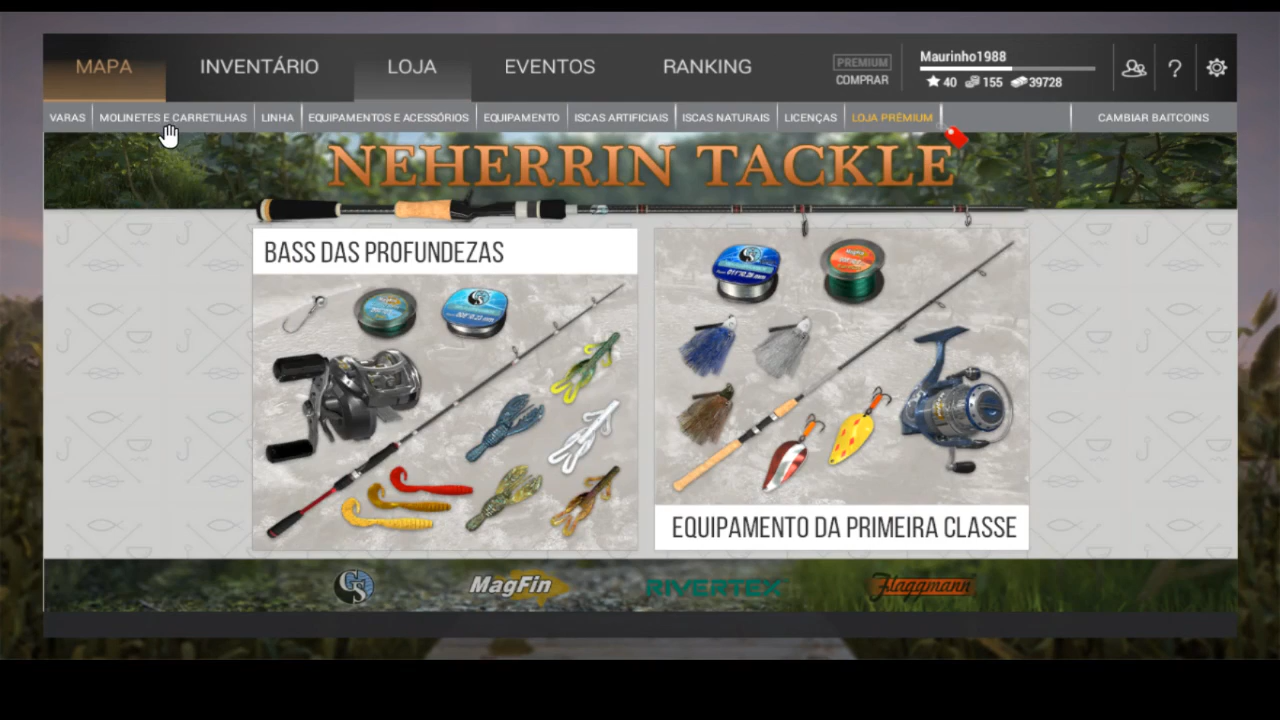 MAPA INVENTÁRIO LOJA EVENTOS RANKING PREMIUM COMPRAR Maurinho1988
40 155 39728 ?
VARAS MOLINETES E CARRETILHAS LINHA EQUIPAMENTOS E ACESSÓRIOS EQUIPAMENTO ISCAS ARTIFICIAIS ISCAS NATURAIS LICENÇAS LOJA PRÊMIUM CAMBIAR BAITCOINS
NEHERRIN TACKLE
BASS DAS PROFUNDEZAS
EQUIPAMENTO DA PRIMEIRA CLASSE
MagFin RIVERTEX Flaggmann